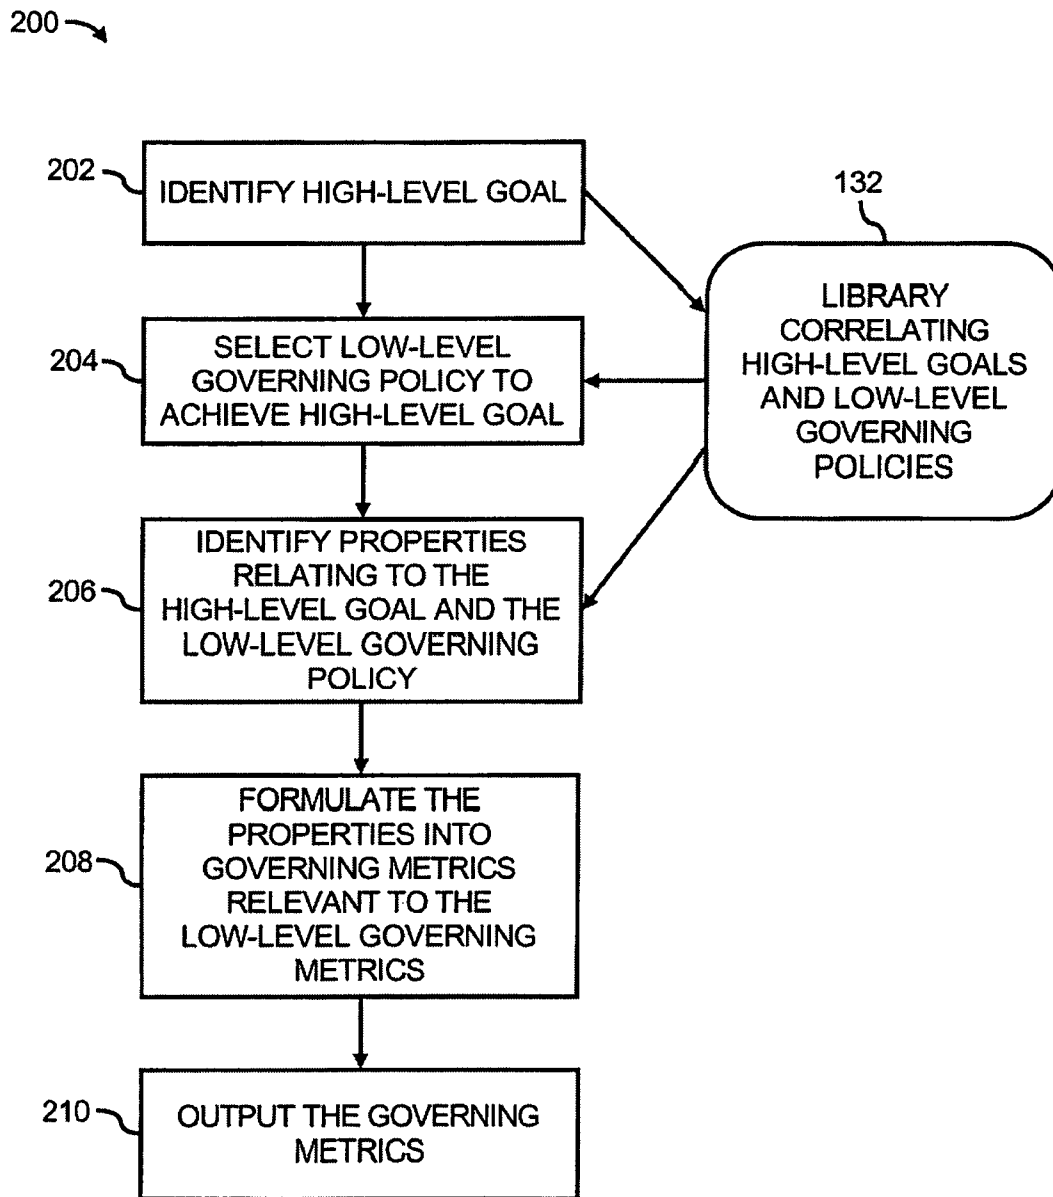 200
202
IDENTIFY HIGH-LEVEL GOAL
132
LIBRARY
CORRELATING
HIGH-LEVEL GOALS
AND LOW-LEVEL
GOVERNING
POLICIES
204
SELECT LOW-LEVEL
GOVERNING POLICY TO
ACHIEVE HIGH-LEVEL GOAL
206
IDENTIFY PROPERTIES
RELATING TO THE
HIGH-LEVEL GOAL AND THE
LOW-LEVEL GOVERNING
POLICY
208
FORMULATE THE
PROPERTIES INTO
GOVERNING METRICS
RELEVANT TO THE
LOW-LEVEL GOVERNING
METRICS
210
OUTPUT THE GOVERNING
METRICS